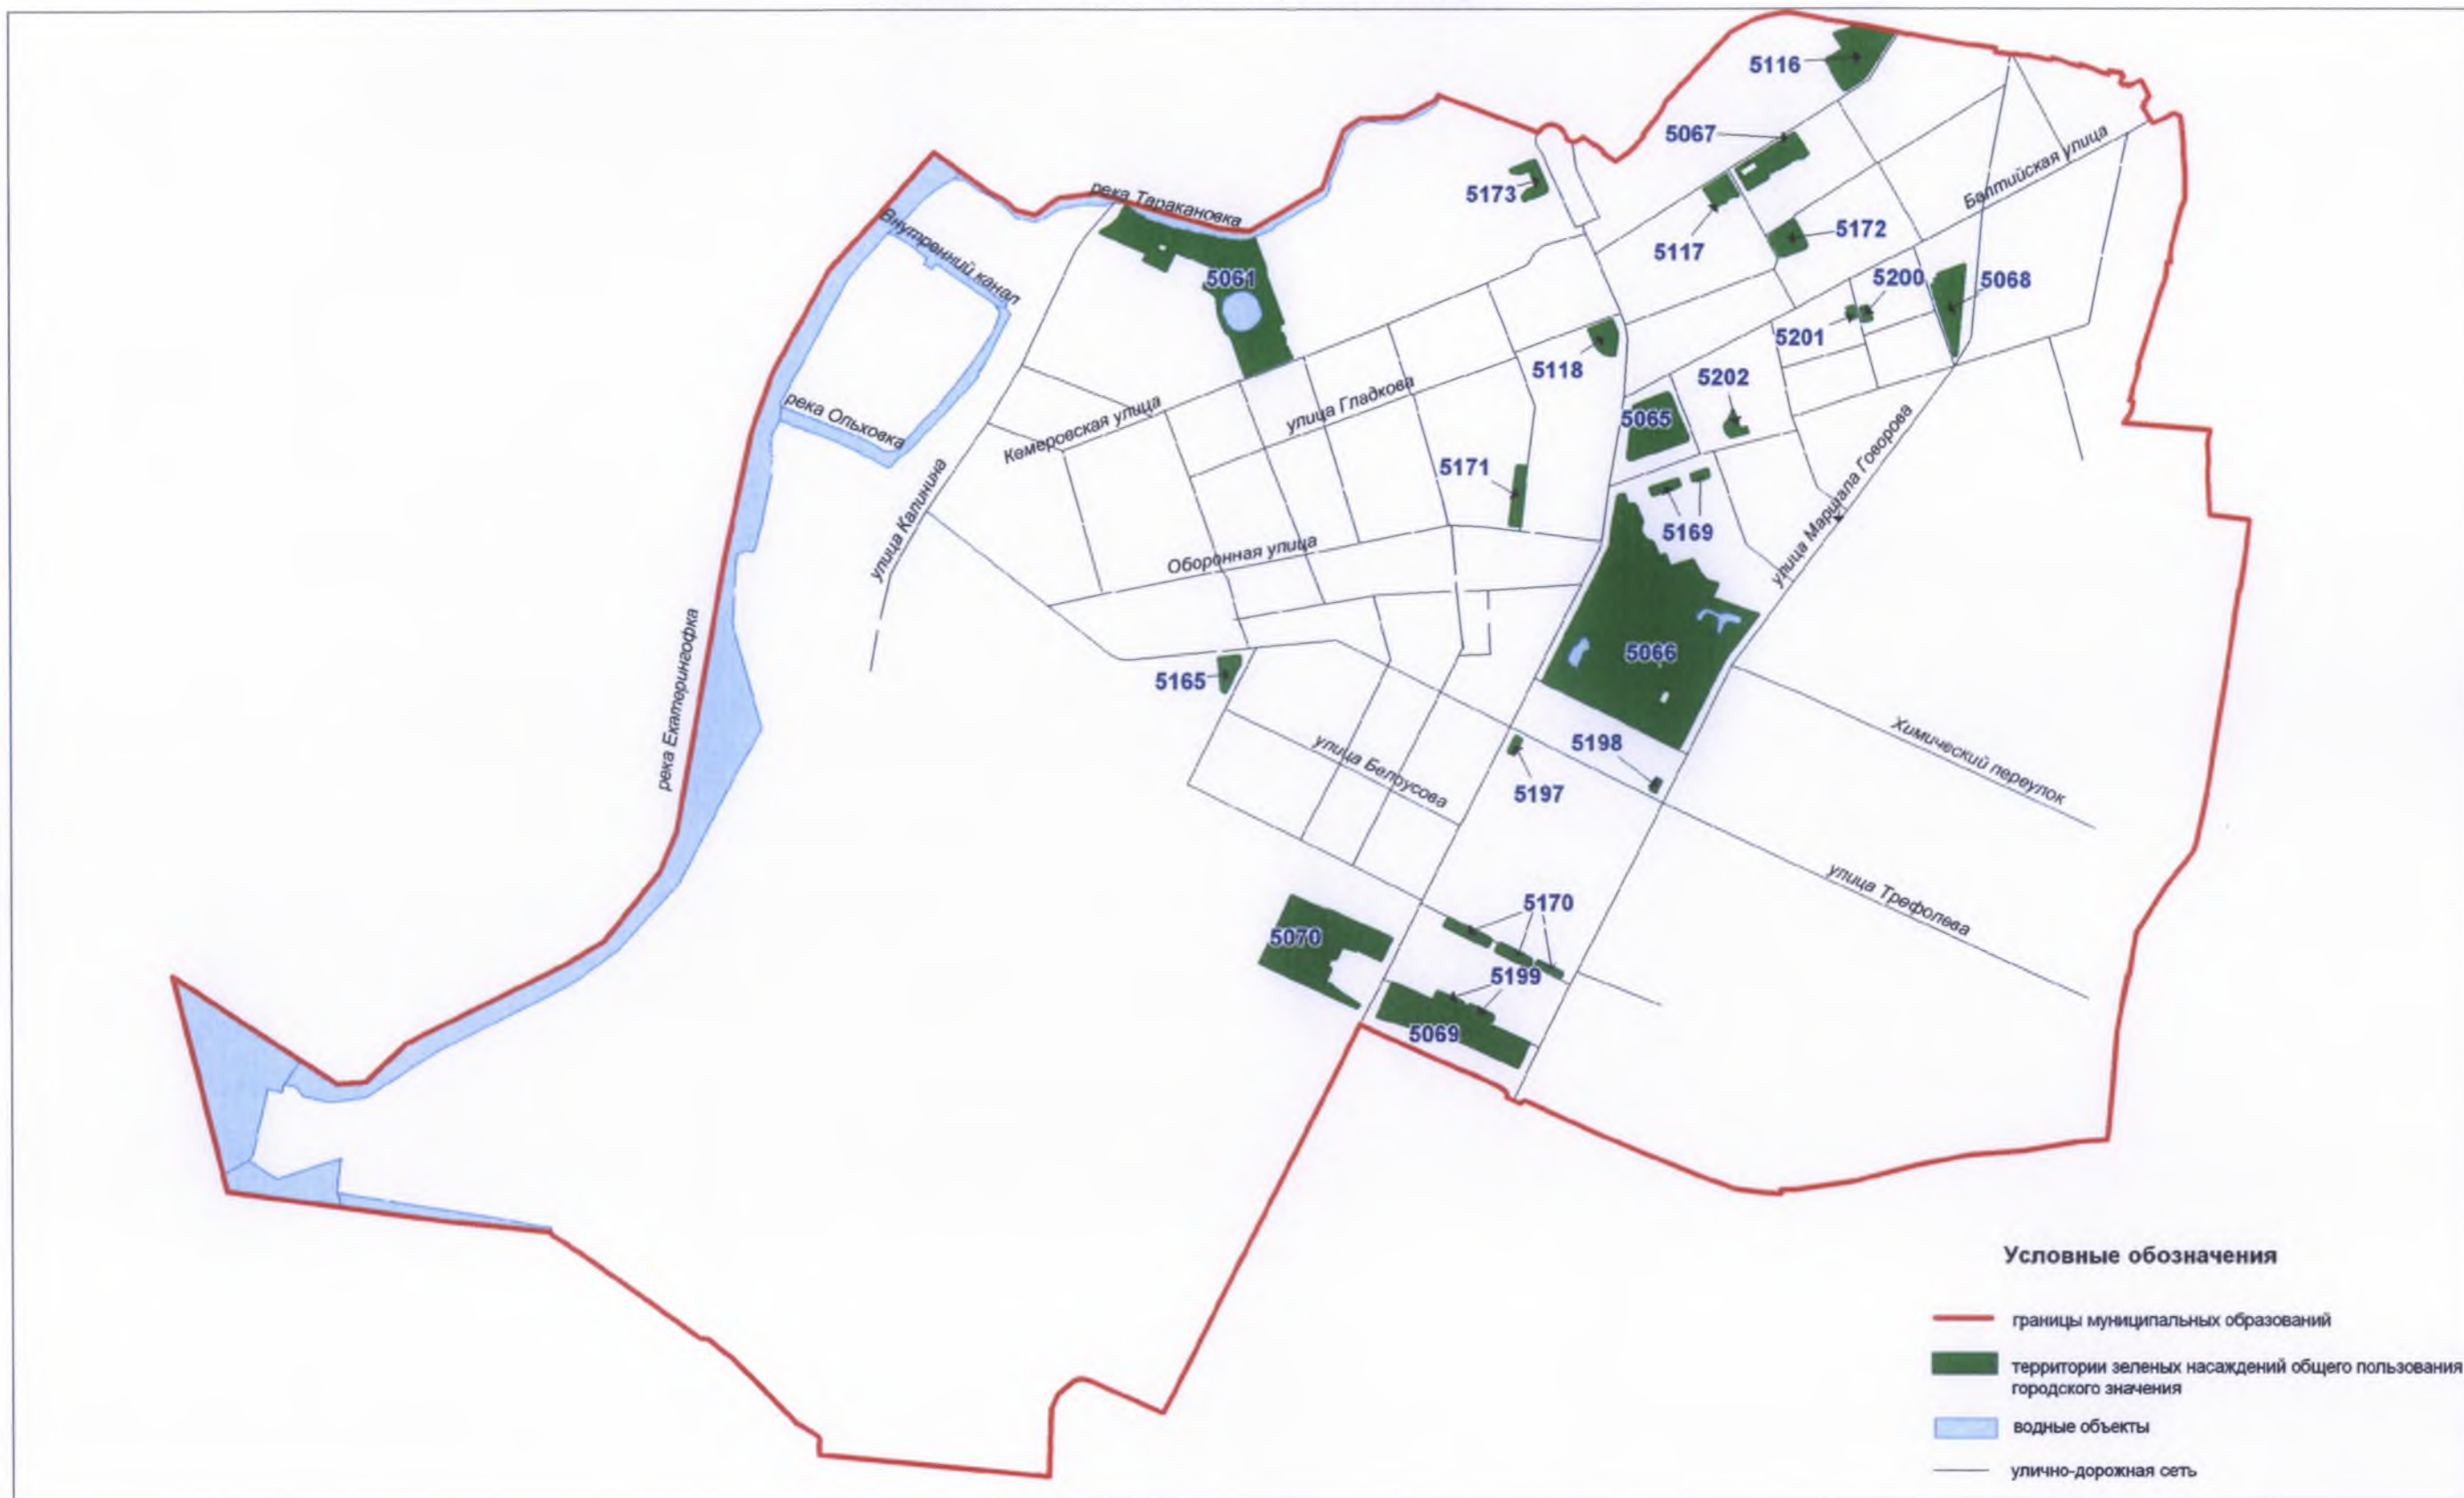 5116
5067
река Таракановка
5173
Балтийская улица
Внутренний канал
5117
5172
5061
5200
5068
5201
5118
5202
река Ольховка
Кемеровская улица
улица Гладкова
5065
улица Калинина
5171
улица Маршала Говорова
5169
Оборонная улица
река Екатерингофка
5066
5165
улица Белоусова
5198
Химический переулок
5197
улица Трефолева
5170
5070
5199
5069
Условные обозначения
границы муниципальных образований
территории зеленых насаждений общего пользования
городского значения
водные объекты
улично-дорожная сеть